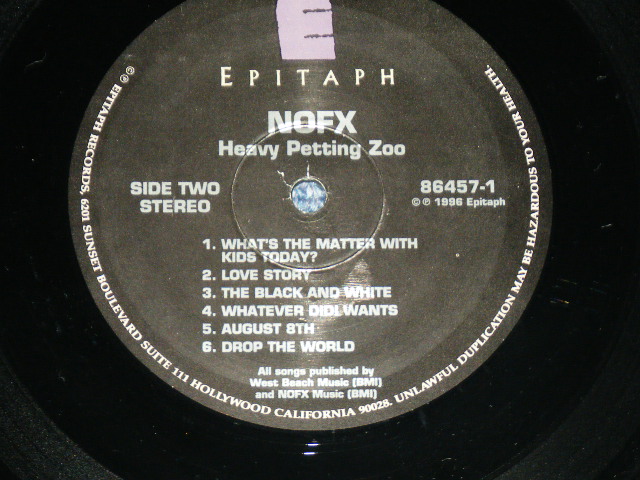 EPITAPH
NOFX
Heavy Petting Zoo
SIDE TWO
STEREO
86457-1
© ℗ 1996 Epitaph
1. WHAT'S THE MATTER WITH
KIDS TODAY?
2. LOVE STORY
3. THE BLACK AND WHITE
4. WHATEVER DIDI WANTS
5. AUGUST 8TH
6. DROP THE WORLD
All songs published by
West Beach Music (BMI)
and NOFX Music (BMI)
℗ © EPITAPH RECORDS, 6201 SUNSET BOULEVARD SUITE 111 HOLLYWOOD CALIFORNIA 90028. UNLAWFUL DUPLICATION MAY BE HAZARDOUS TO YOUR HEALTH.